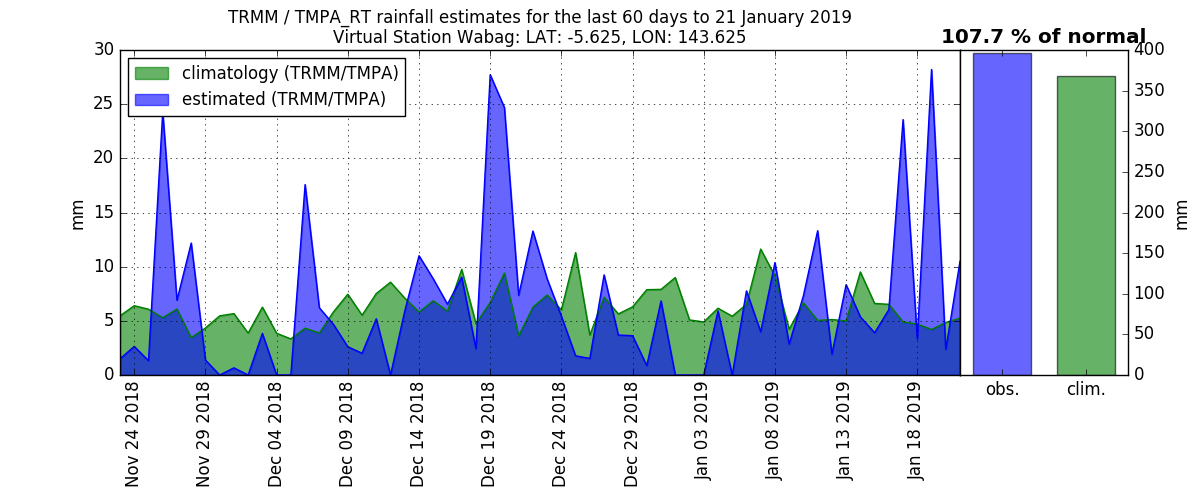 TRMM / TMPA_RT rainfall estimates for the last 60 days to 21 January 2019
Virtual Station Wabag: LAT: -5.625, LON: 143.625
107.7 % of normal
climatology (TRMM/TMPA)
estimated (TRMM/TMPA)
30
25
20
15
10
5
0
mm
400
350
300
250
200
150
100
50
0
mm
Nov 24 2018
Nov 29 2018
Dec 04 2018
Dec 09 2018
Dec 14 2018
Dec 19 2018
Dec 24 2018
Dec 29 2018
Jan 03 2019
Jan 08 2019
Jan 13 2019
Jan 18 2019
obs.
clim.